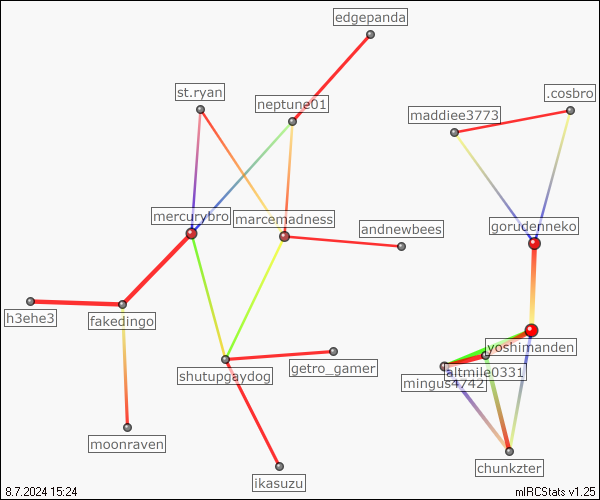 edgepanda
st.ryan
neptune01
.cosbro
maddiee3773
mercurybro
marcemadness
andnewbees
gorudenneko
h3ehe3
fakedingo
yoshimanden
altmile0331
mingus4742
shutupgaydog
getro_gamer
moonraven
chunkzter
ikasuzu
8.7.2024 15:24
mIRCStats v1.25